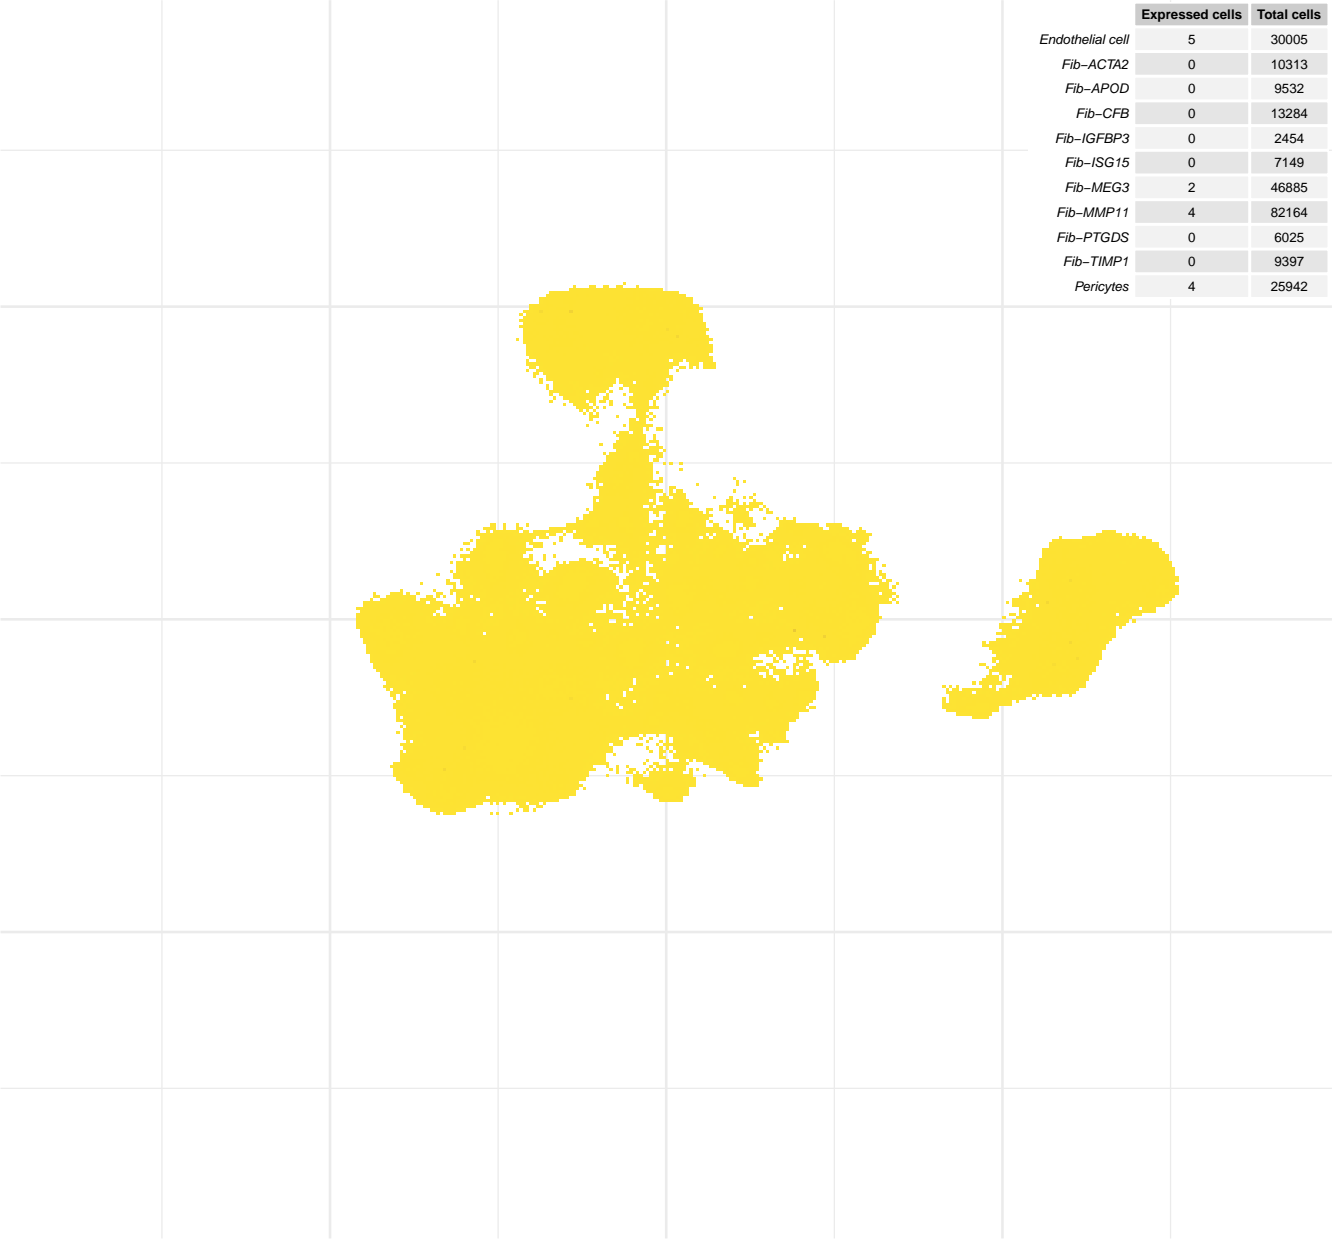 Expressed cells Total cells
Endothelial cell 5 30005
Fib−ACTA2 0 10313
Fib−APOD 0 9532
Fib−CFB 0 13284
Fib−IGFBP3 0 2454
Fib−ISG15 0 7149
Fib−MEG3 2 46885
Fib−MMP11 4 82164
Fib−PTGDS 0 6025
Fib−TIMP1 0 9397
Pericytes 4 25942